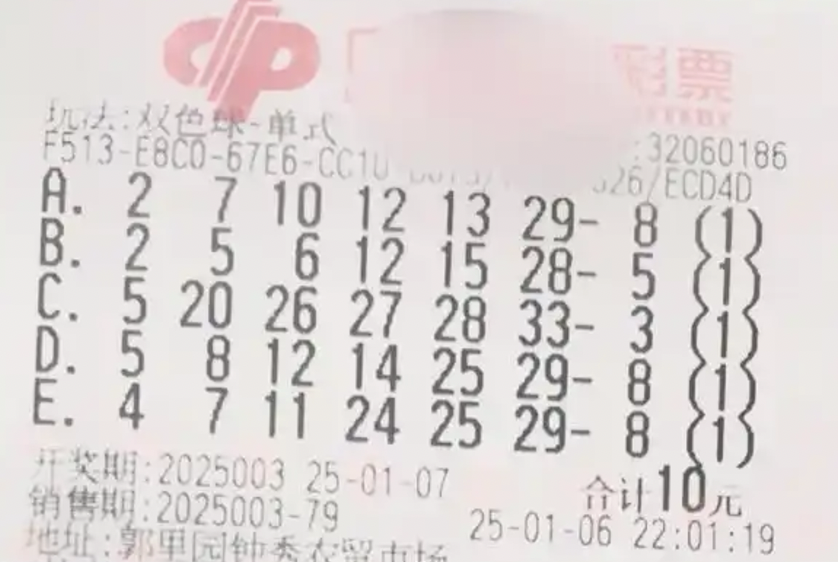 彩票
玩法:双色球-单式
:32060186
F513-E8C0-67E6-CC10 326/ECD4D
A. 2 7 10 12 13 29- 8 (1)
B. 2 5 6 12 15 28- 5 (1)
C. 5 20 26 27 28 33- 3 (1)
D. 5 8 12 14 25 29- 8 (1)
E. 4 7 11 24 25 29- 8 (1)
开奖期:2025003 25-01-07
合计10元
销售期:2025003-79
25-01-06 22:01:19
地址:郭里园钟秀农贸市场